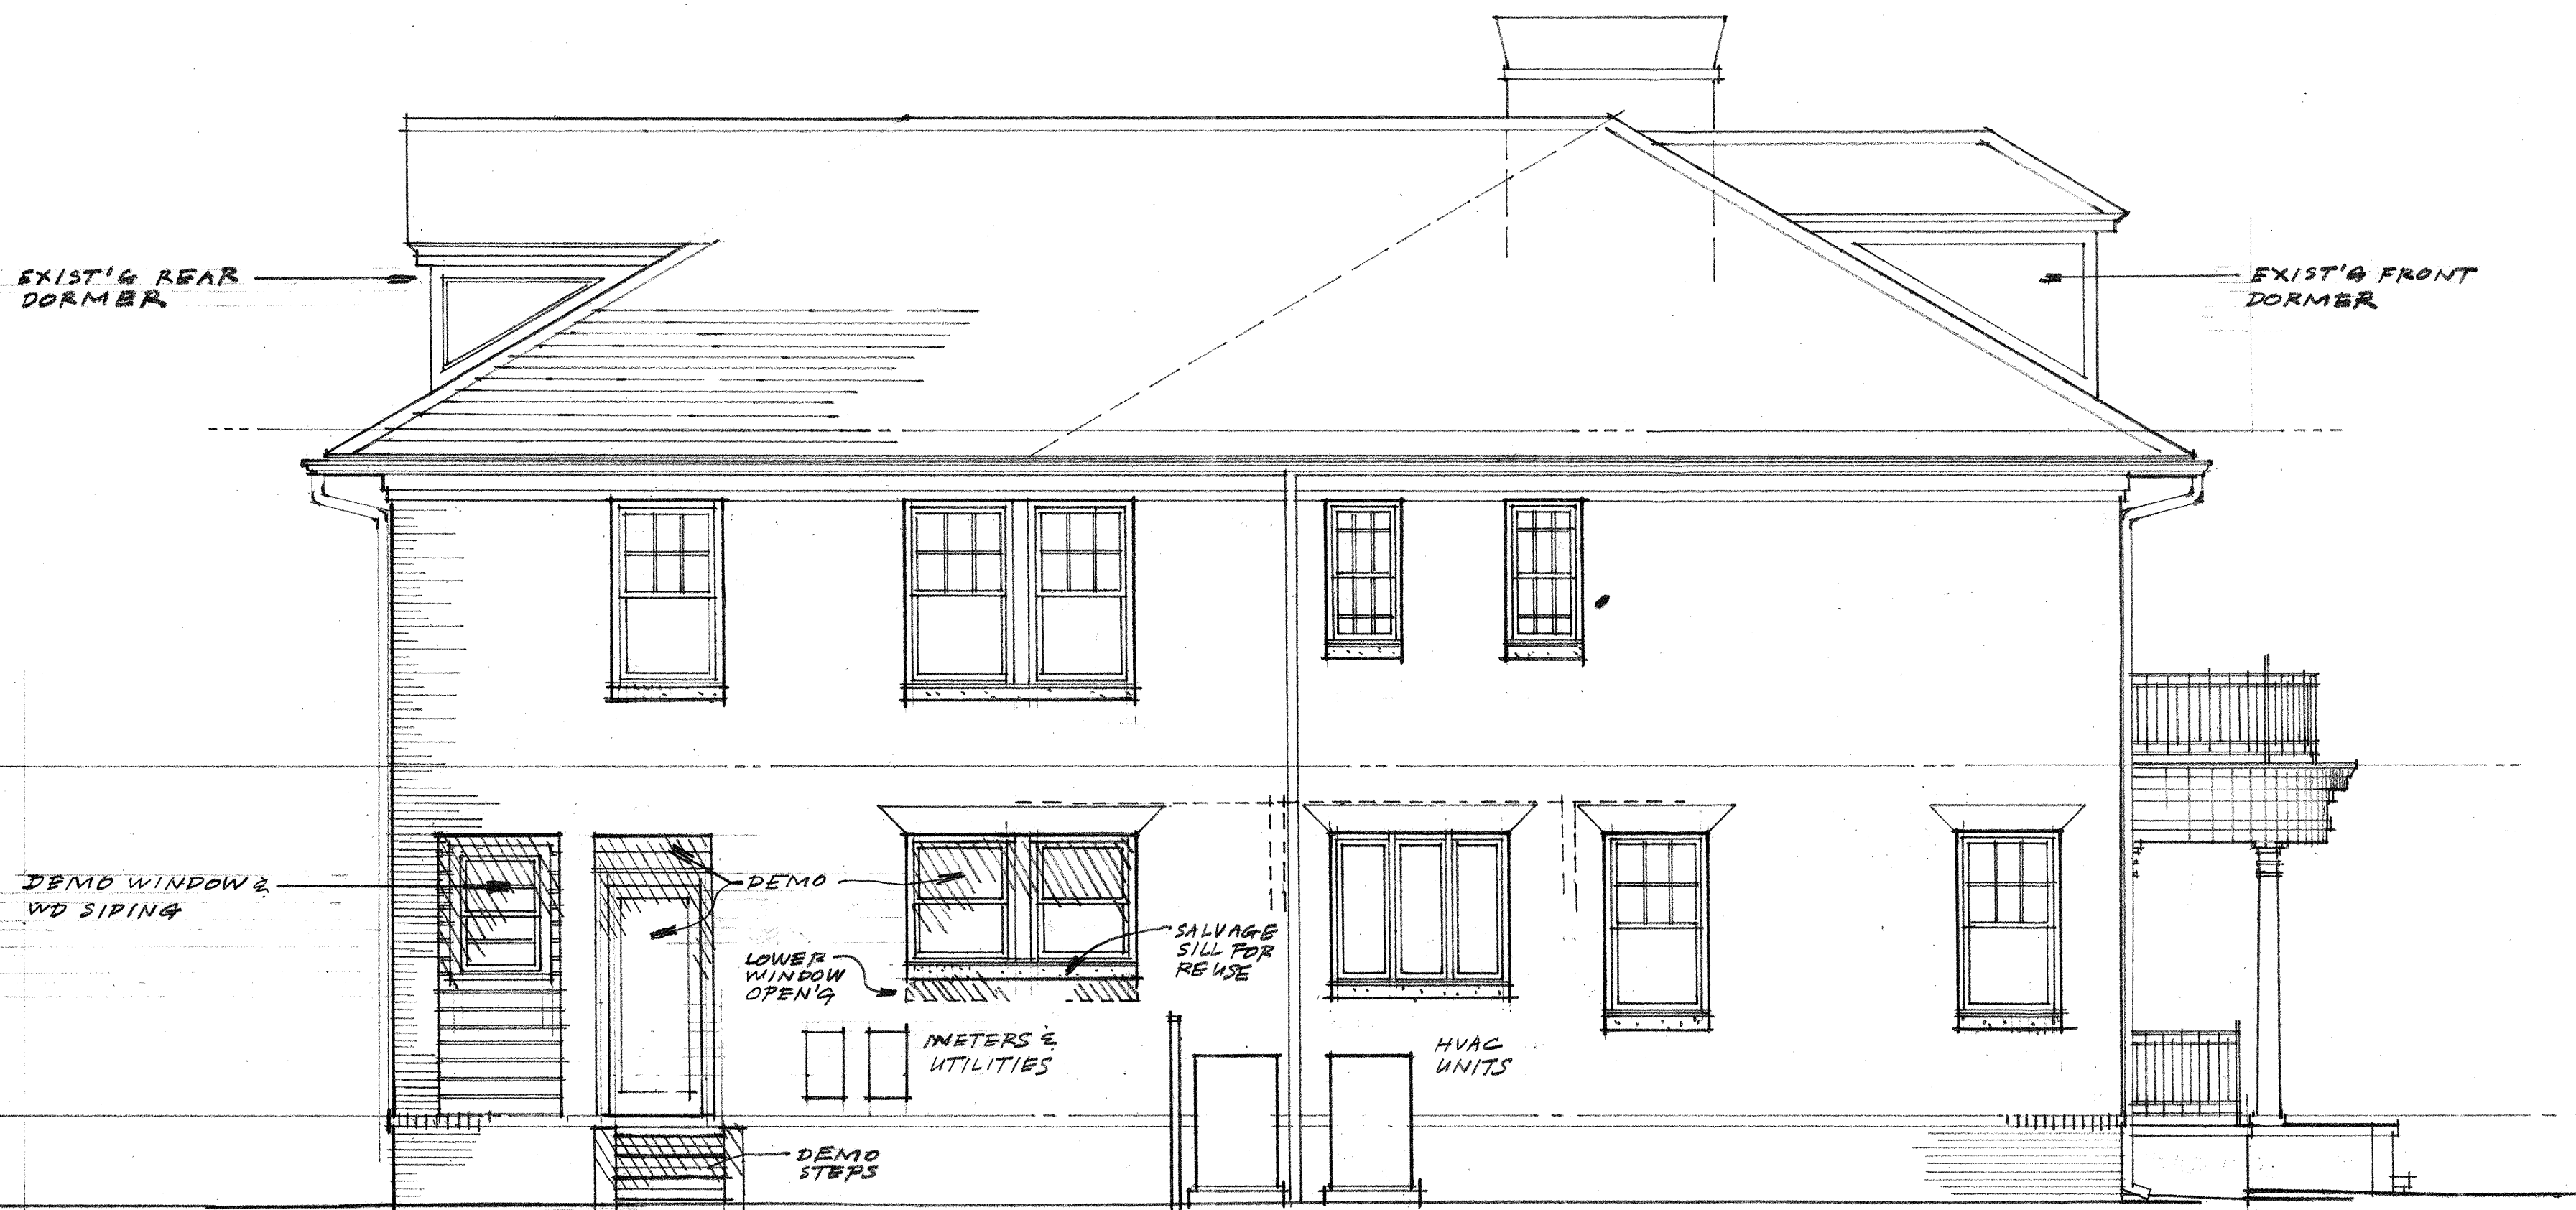 EXIST'G REAR
DORMER
EXIST'G FRONT
DORMER
DEMO WINDOW &
WD SIDING
DEMO
LOWER
WINDOW
OPEN'G
SALVAGE
SILL FOR
REUSE
METERS &
UTILITIES
HVAC
UNITS
DEMO
STEPS